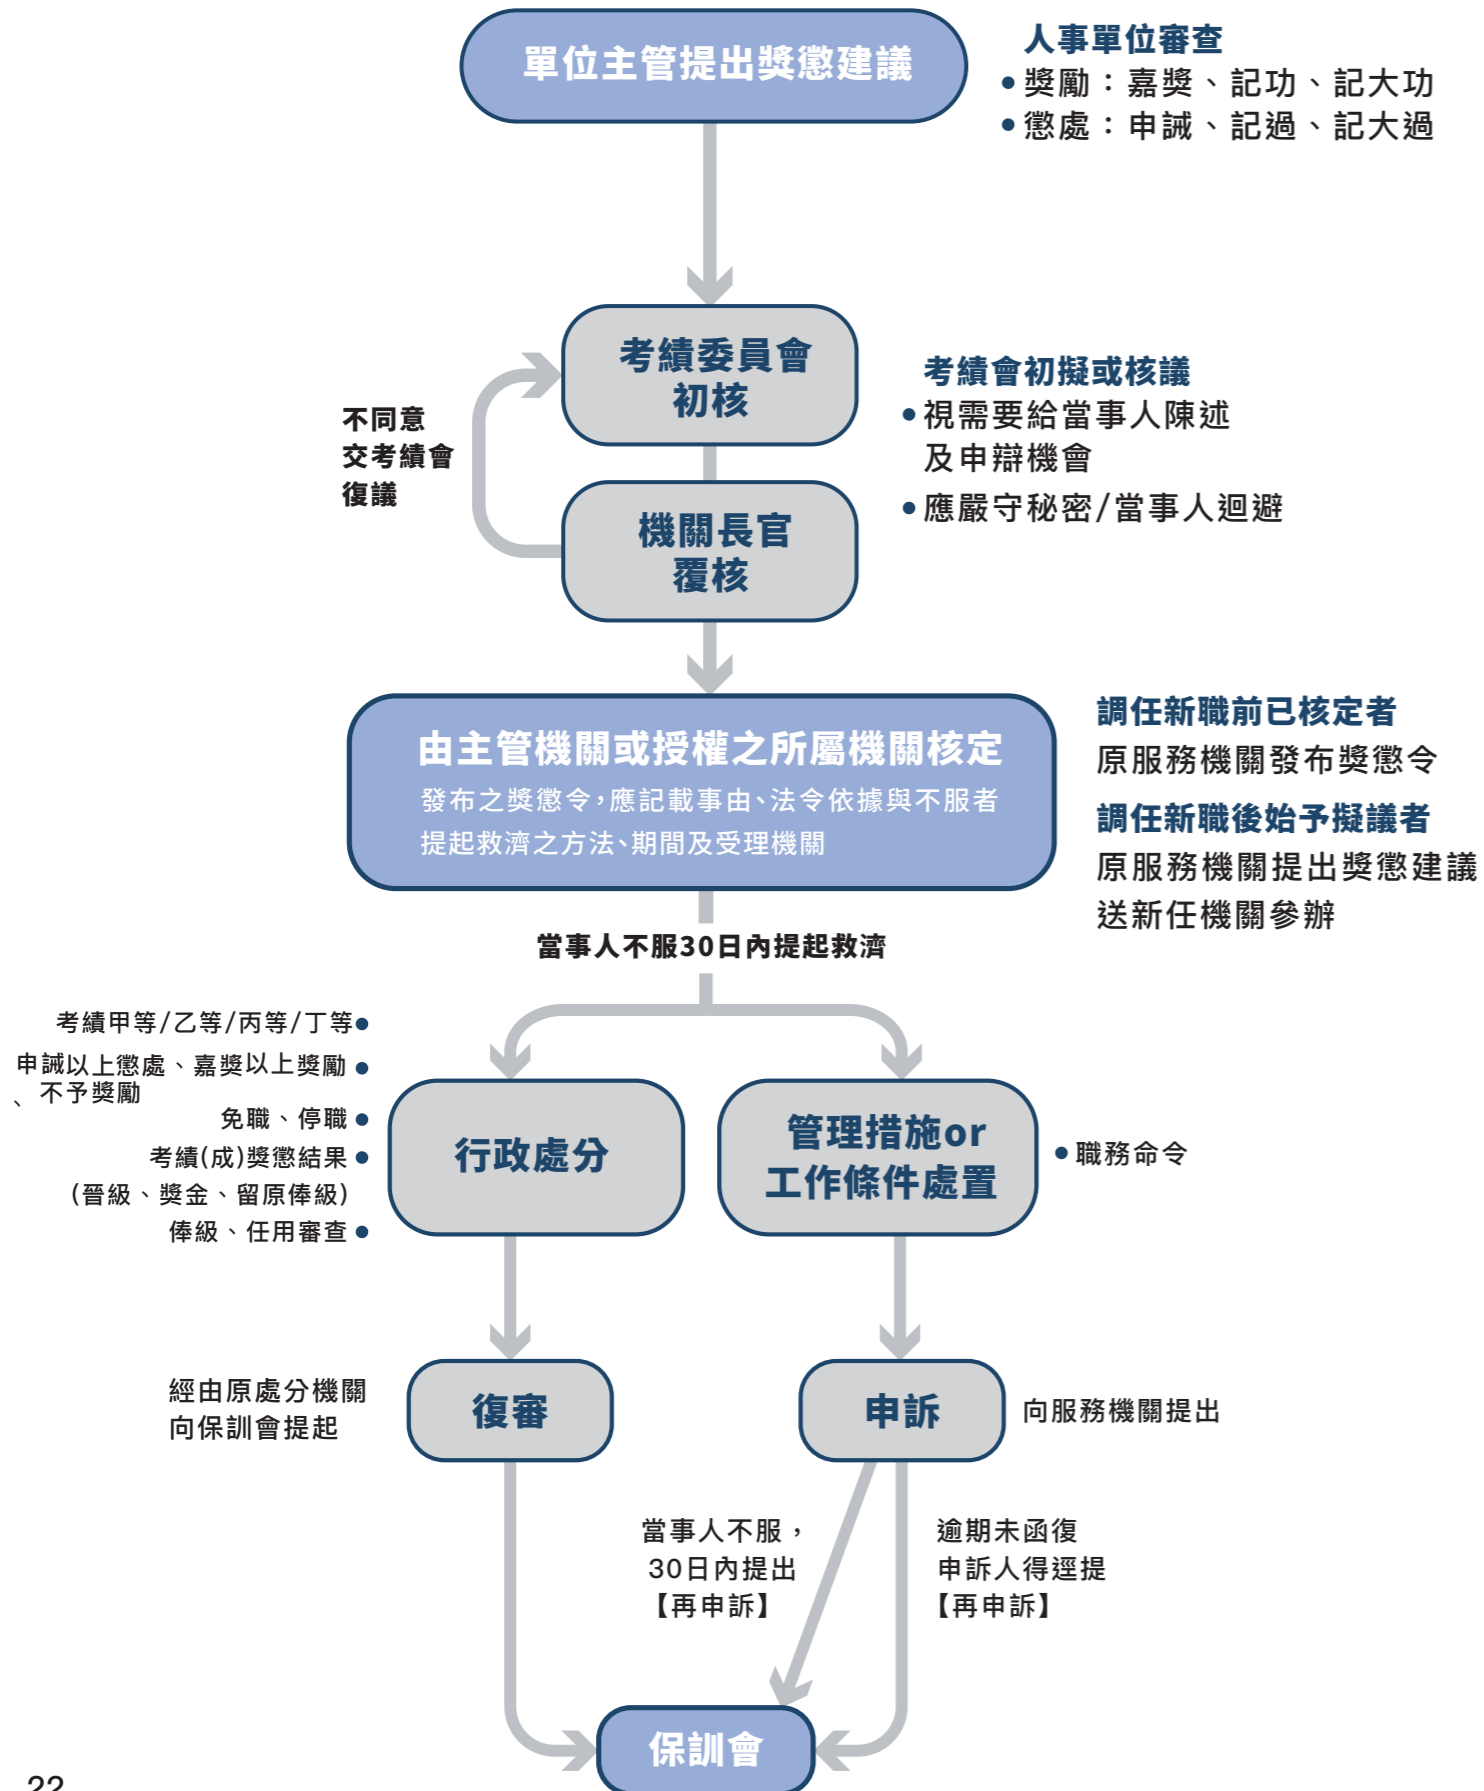 單位主管提出獎懲建議
人事單位審查
•獎勵：嘉獎、記功、記大功
•懲處：申誡、記過、記大過
考績委員會
初核
不同意
交考績會
復議
考績會初擬或核議
•視需要給當事人陳述
及申辯機會
•應嚴守秘密/當事人迴避
機關長官
覆核
由主管機關或授權之所屬機關核定
發布之獎懲令，應記載事由、法令依據與不服者
提起救濟之方法、期間及受理機關
調任新職前已核定者
原服務機關發布獎懲令
調任新職後始予擬議者
原服務機關提出獎懲建議
送新任機關參辦
當事人不服30日內提起救濟
考績甲等/乙等/丙等/丁等•
申誡以上懲處、嘉獎以上獎勵•
、不予獎勵
免職、停職•
考績(成)獎懲結果•
(晉級、獎金、留原俸級)
俸級、任用審查•
行政處分
管理措施or
工作條件處置
•職務命令
經由原處分機關
向保訓會提起
復審
申訴
向服務機關提出
當事人不服，
30日內提出
【再申訴】
逾期未函復
申訴人得逕提
【再申訴】
保訓會
22